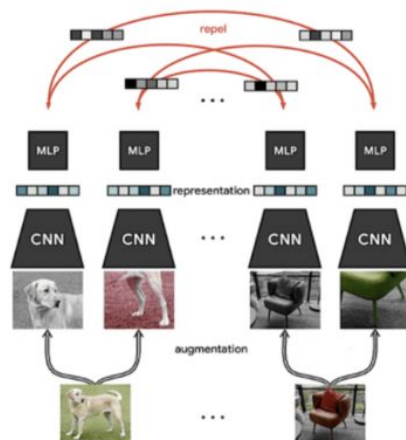 repel
...
MLP MLP MLP MLP
representation
CNN CNN ... CNN CNN
augmentation
...